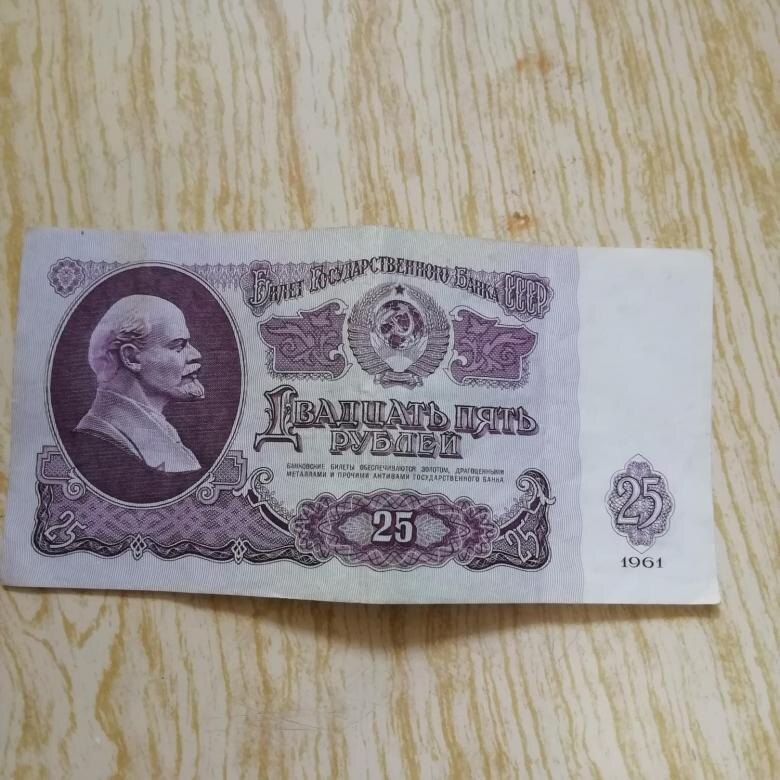 Билет Государственного Банка СССР
Двадцать пять
рублей
БАНКОВСКИЕ БИЛЕТЫ ОБЕСПЕЧИВАЮТСЯ ЗОЛОТОМ, ДРАГОЦЕННЫМИ
МЕТАЛЛАМИ И ПРОЧИМИ АКТИВАМИ ГОСУДАРСТВЕННОГО БАНКА
25
25
25
25
1961